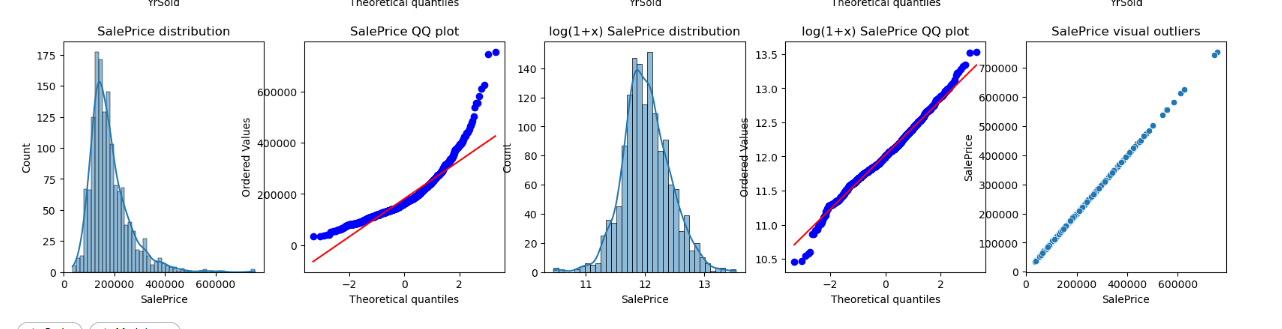 YrSold
Theoretical quantiles
YrSold
Theoretical quantiles
YrSold
SalePrice distribution
SalePrice QQ plot
log(1+x) SalePrice distribution
log(1+x) SalePrice QQ plot
SalePrice visual outliers
Count
175
150
125
100
75
50
25
0
0
200000
400000
600000
SalePrice
Ordered Values
600000
400000
200000
0
−2
0
2
Theoretical quantiles
Count
140
120
100
80
60
40
20
0
11
12
13
SalePrice
Ordered Values
13.5
13.0
12.5
12.0
11.5
11.0
10.5
−2
0
2
Theoretical quantiles
SalePrice
700000
600000
500000
400000
300000
200000
100000
0
0
200000
400000
600000
SalePrice